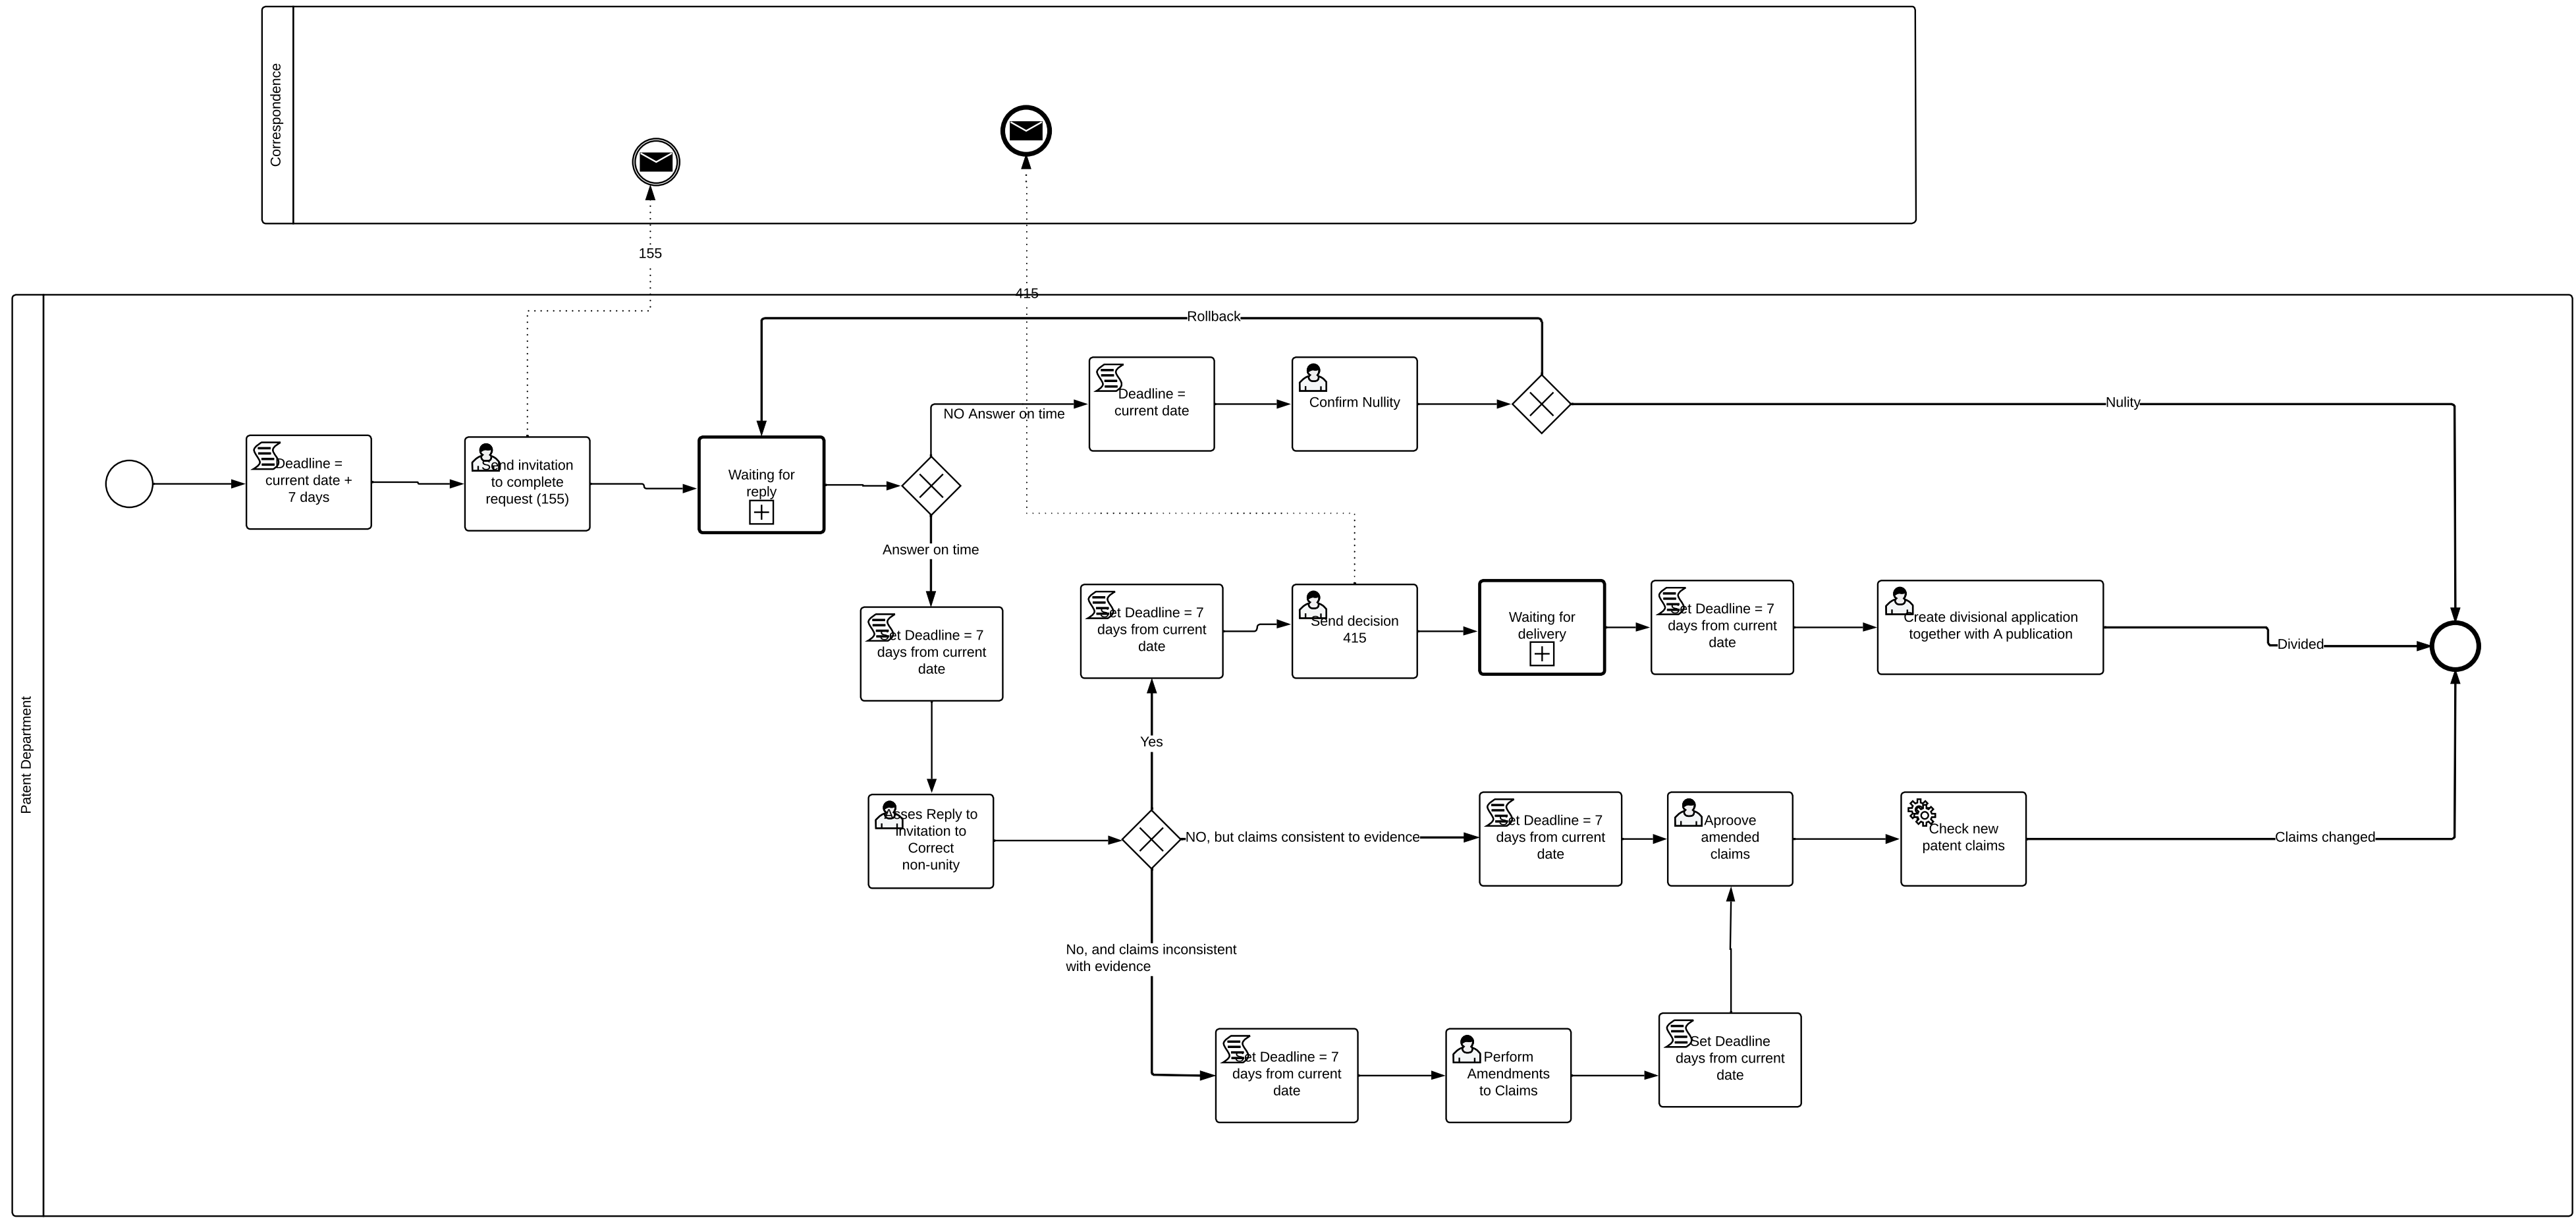 Correspondence
155
415
Patent Department
Rollback
NO Answer on time
Deadline =
current date
Confirm Nullity
Nulity
Deadline =
current date +
7 days
Send invitation
to complete
request (155)
Waiting for
reply
Answer on time
Set Deadline = 7
days from current
date
Set Deadline = 7
days from current
date
Send decision
415
Waiting for
delivery
Set Deadline = 7
days from current
date
Create divisional application
together with A publication
Divided
Yes
Asses Reply to
Invitation to
Correct
non-unity
NO, but claims consistent to evidence
Set Deadline = 7
days from current
date
Aproove
amended
claims
Check new
patent claims
Claims changed
No, and claims inconsistent
with evidence
Set Deadline = 7
days from current
date
Perform
Amendments
to Claims
Set Deadline
days from current
date